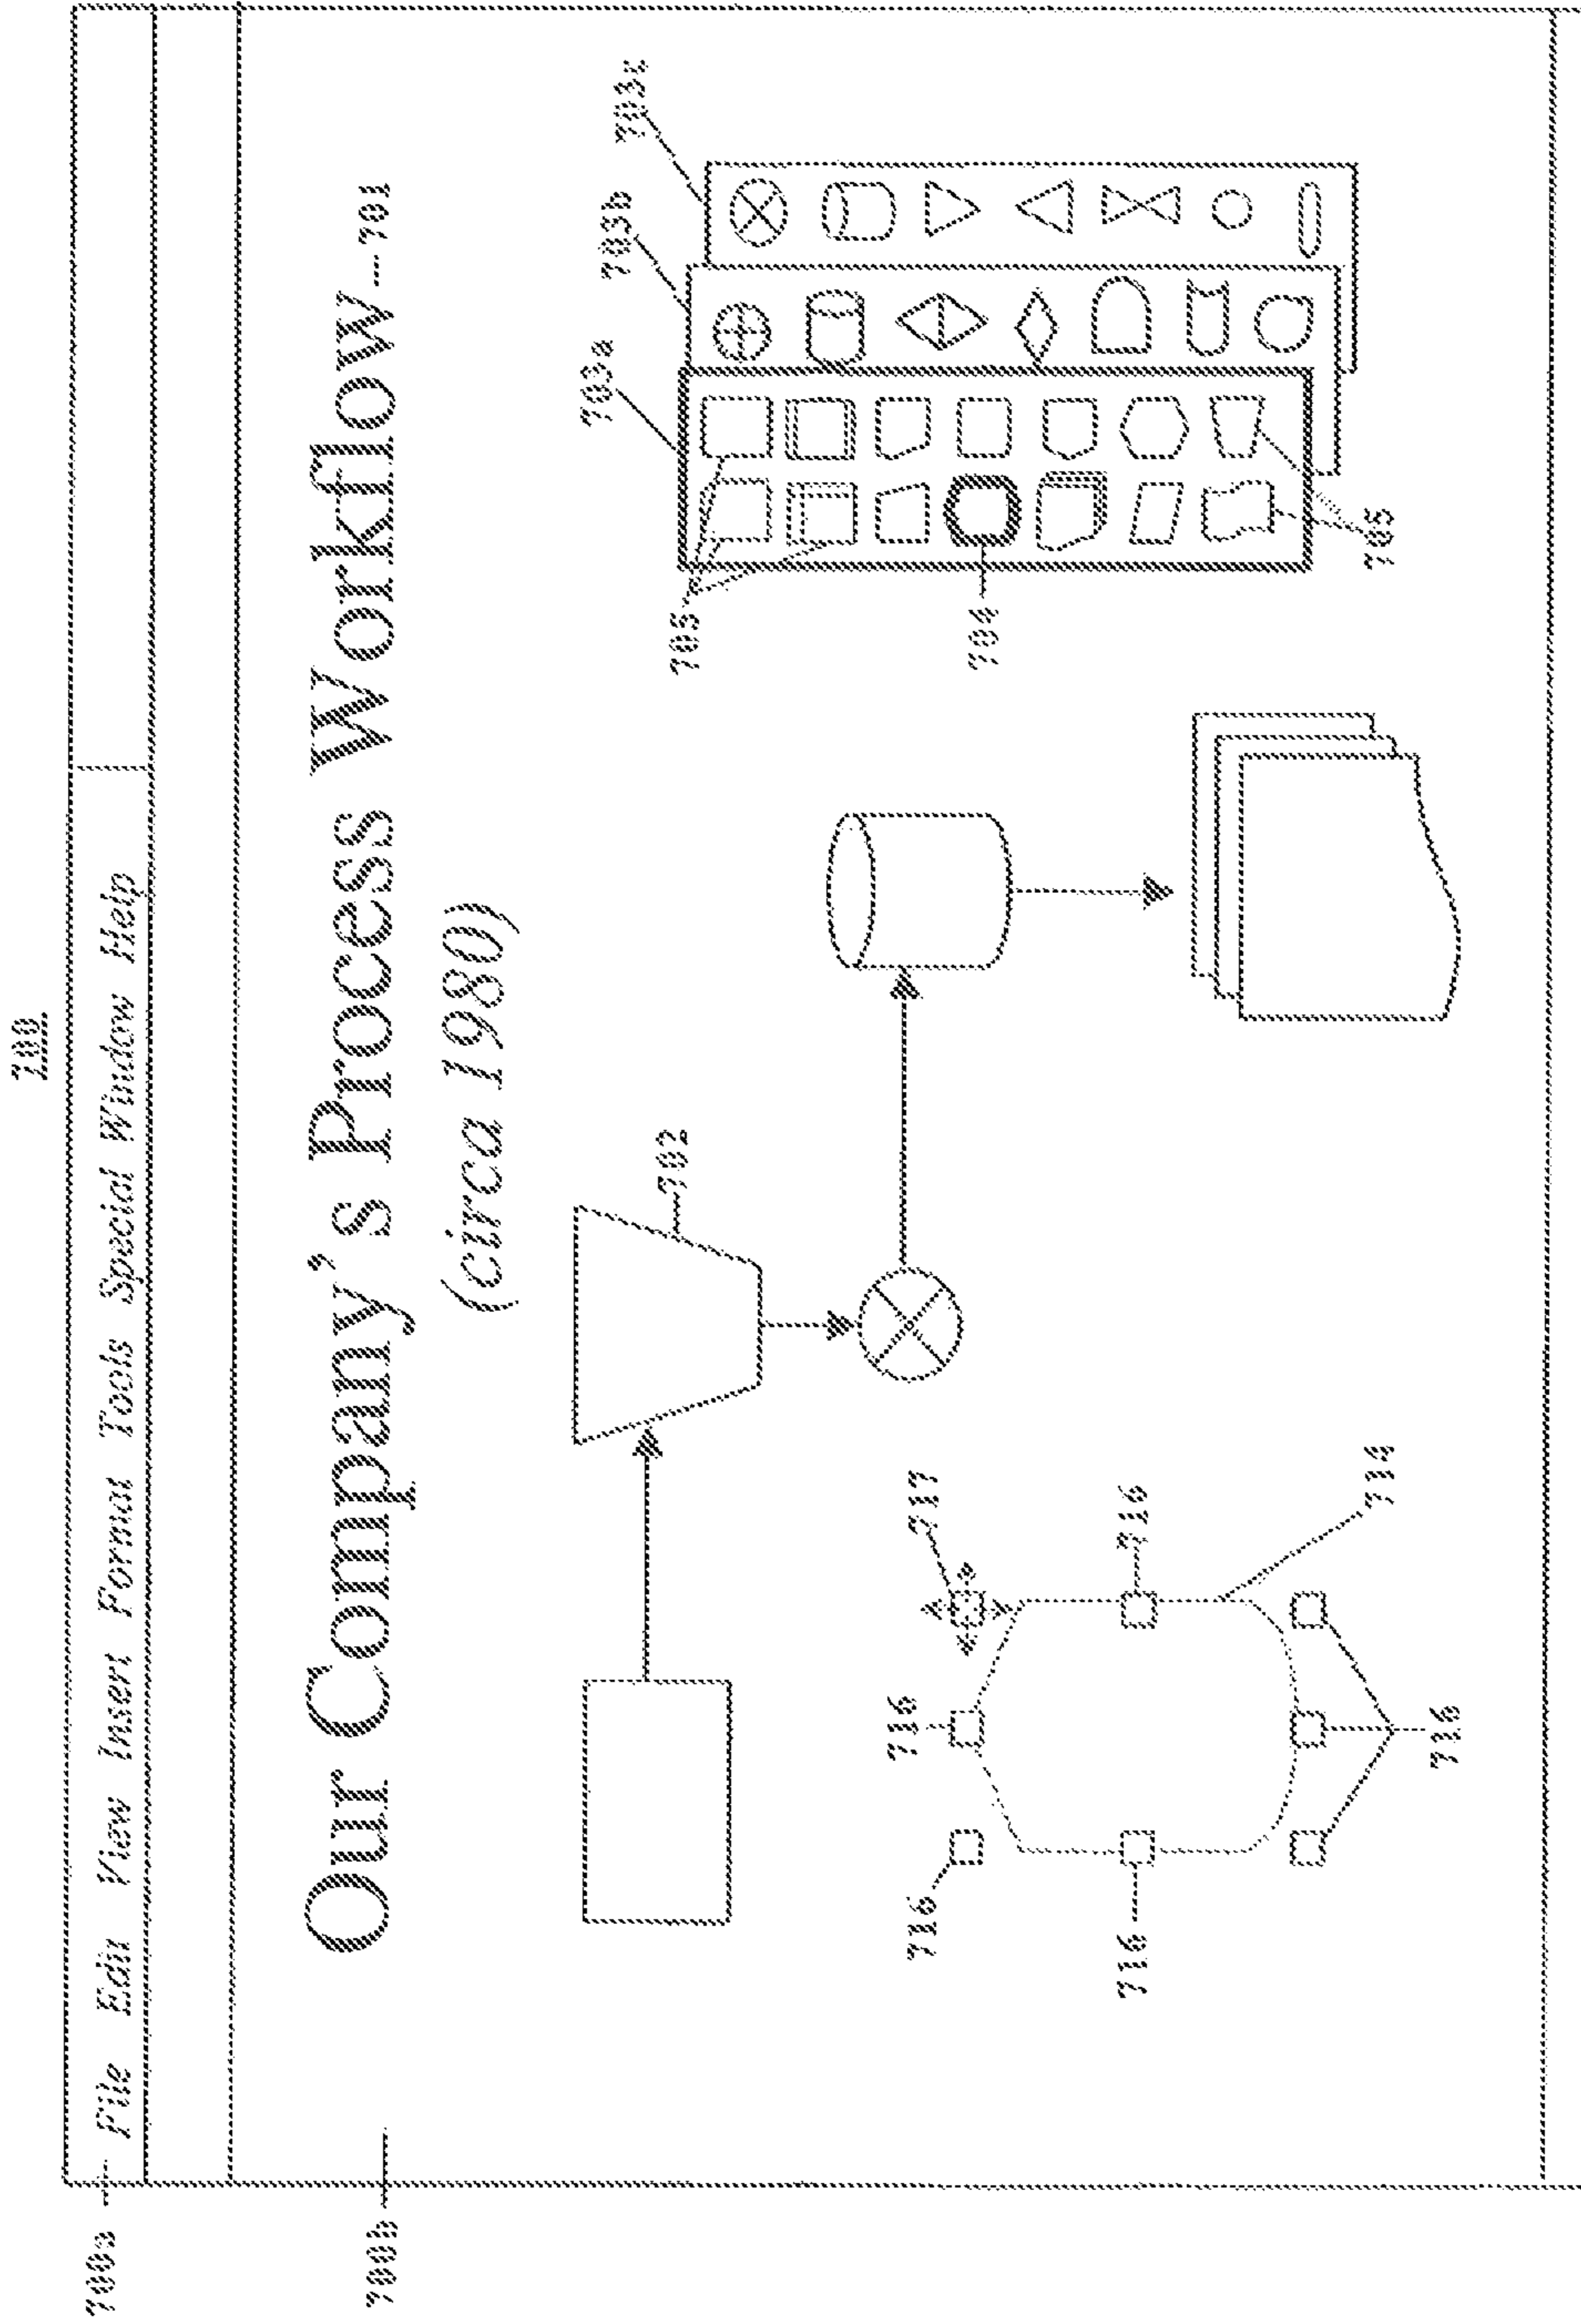 700
700a
File Edit View Insert Format Tools Special Window Help
700b
Our Company's Process Workflow
701
(circa 1980)
703c
703b
703a
702
705
704
717
716
716
716
716
705
714
716